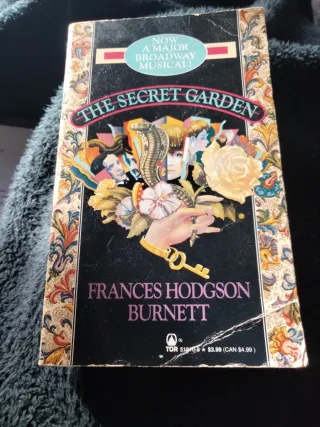 NOW
A MAJOR
BROADWAY
MUSICAL!
THE SECRET GARDEN
FRANCES HODGSON
BURNETT
TOR ★ $3.99 (CAN $4.99)